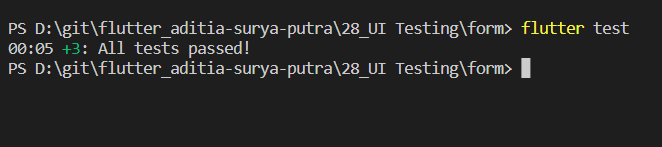 PS D:\git\flutter_aditia-surya-putra\28_UI Testing\form> flutter test
00:05 +3: All tests passed!
PS D:\git\flutter_aditia-surya-putra\28_UI Testing\form>